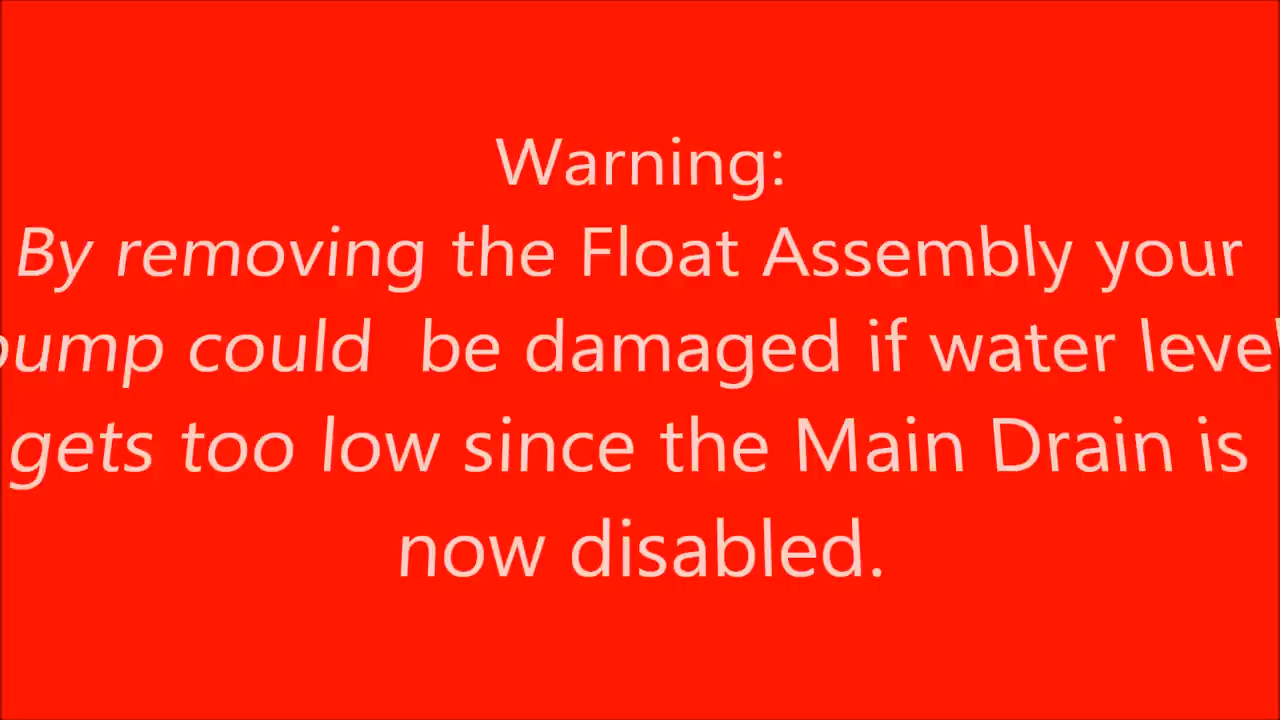 Warning:
By removing the Float Assembly your
pump could  be damaged if water level
gets too low since the Main Drain is
now disabled.